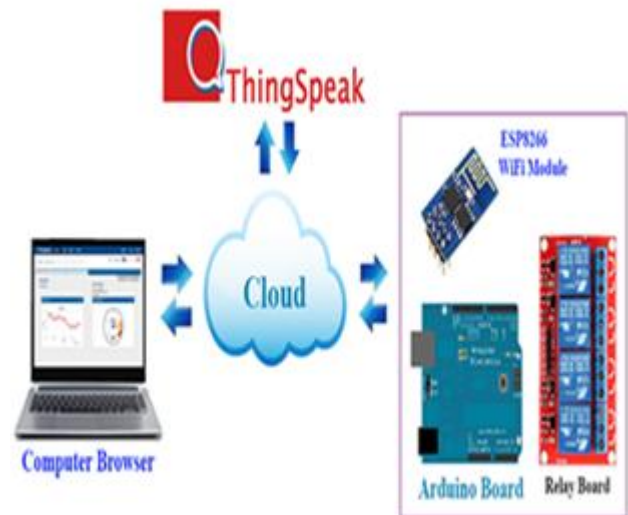 ThingSpeak
ESP8266
WiFi Module
Cloud
Computer Browser
Arduino Board
Relay Board